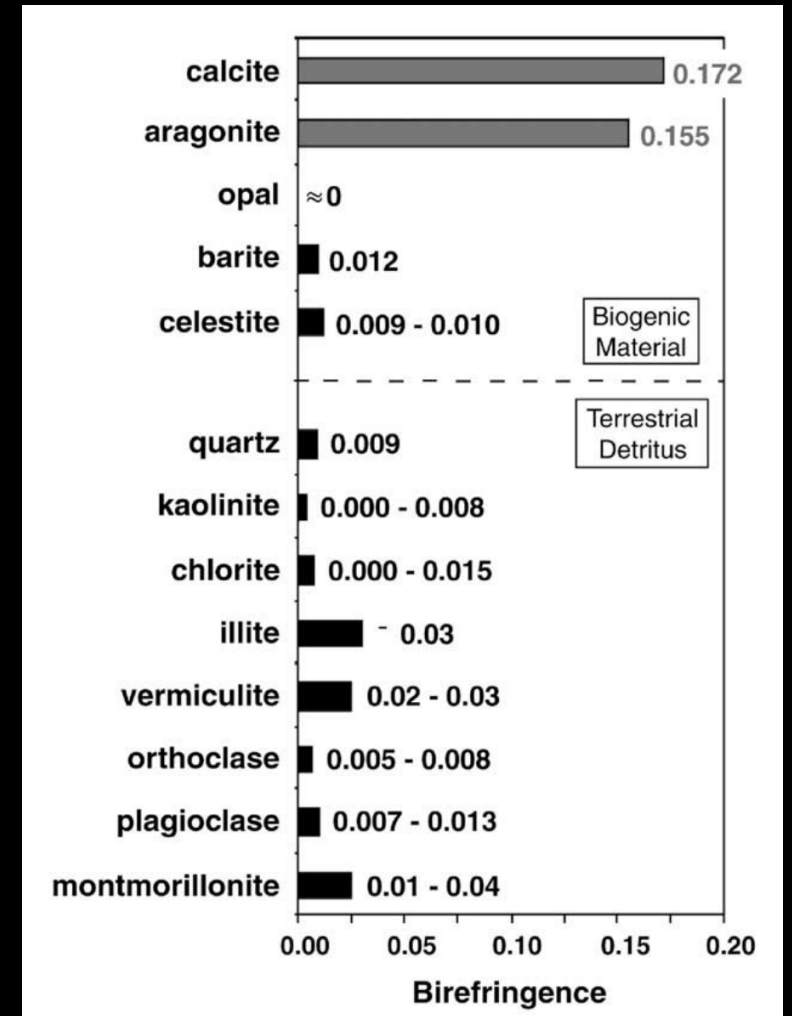 calcite 0.172
aragonite 0.155
opal ≈0
barite 0.012
celestite 0.009 - 0.010
Biogenic
Material
Terrestrial
Detritus
quartz 0.009
kaolinite 0.000 - 0.008
chlorite 0.000 - 0.015
illite - 0.03
vermiculite 0.02 - 0.03
orthoclase 0.005 - 0.008
plagioclase 0.007 - 0.013
montmorillonite 0.01 - 0.04
0.00 0.05 0.10 0.15 0.20
Birefringence